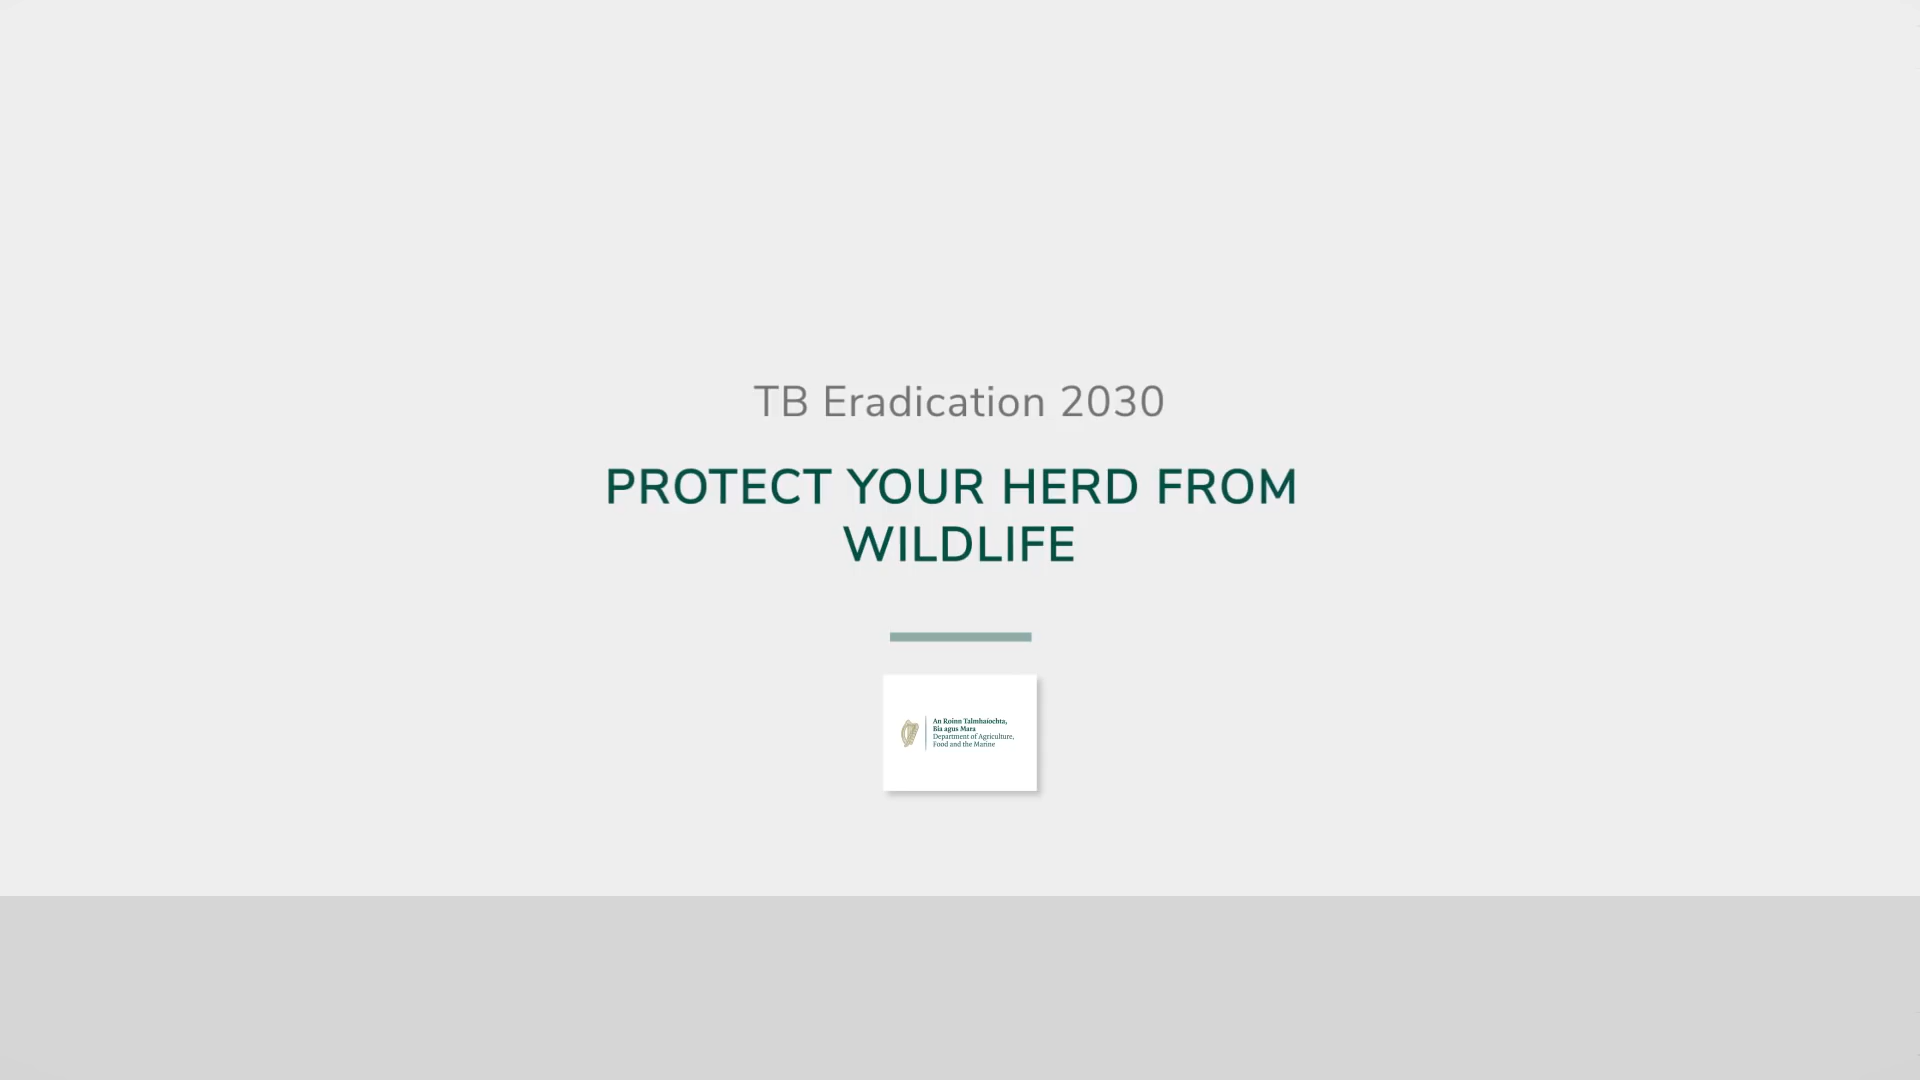 TB Eradication 2030
PROTECT YOUR HERD FROM
WILDLIFE
An Roinn Talmhaíochta,
Bia agus Mara
Department of Agriculture,
Food and the Marine